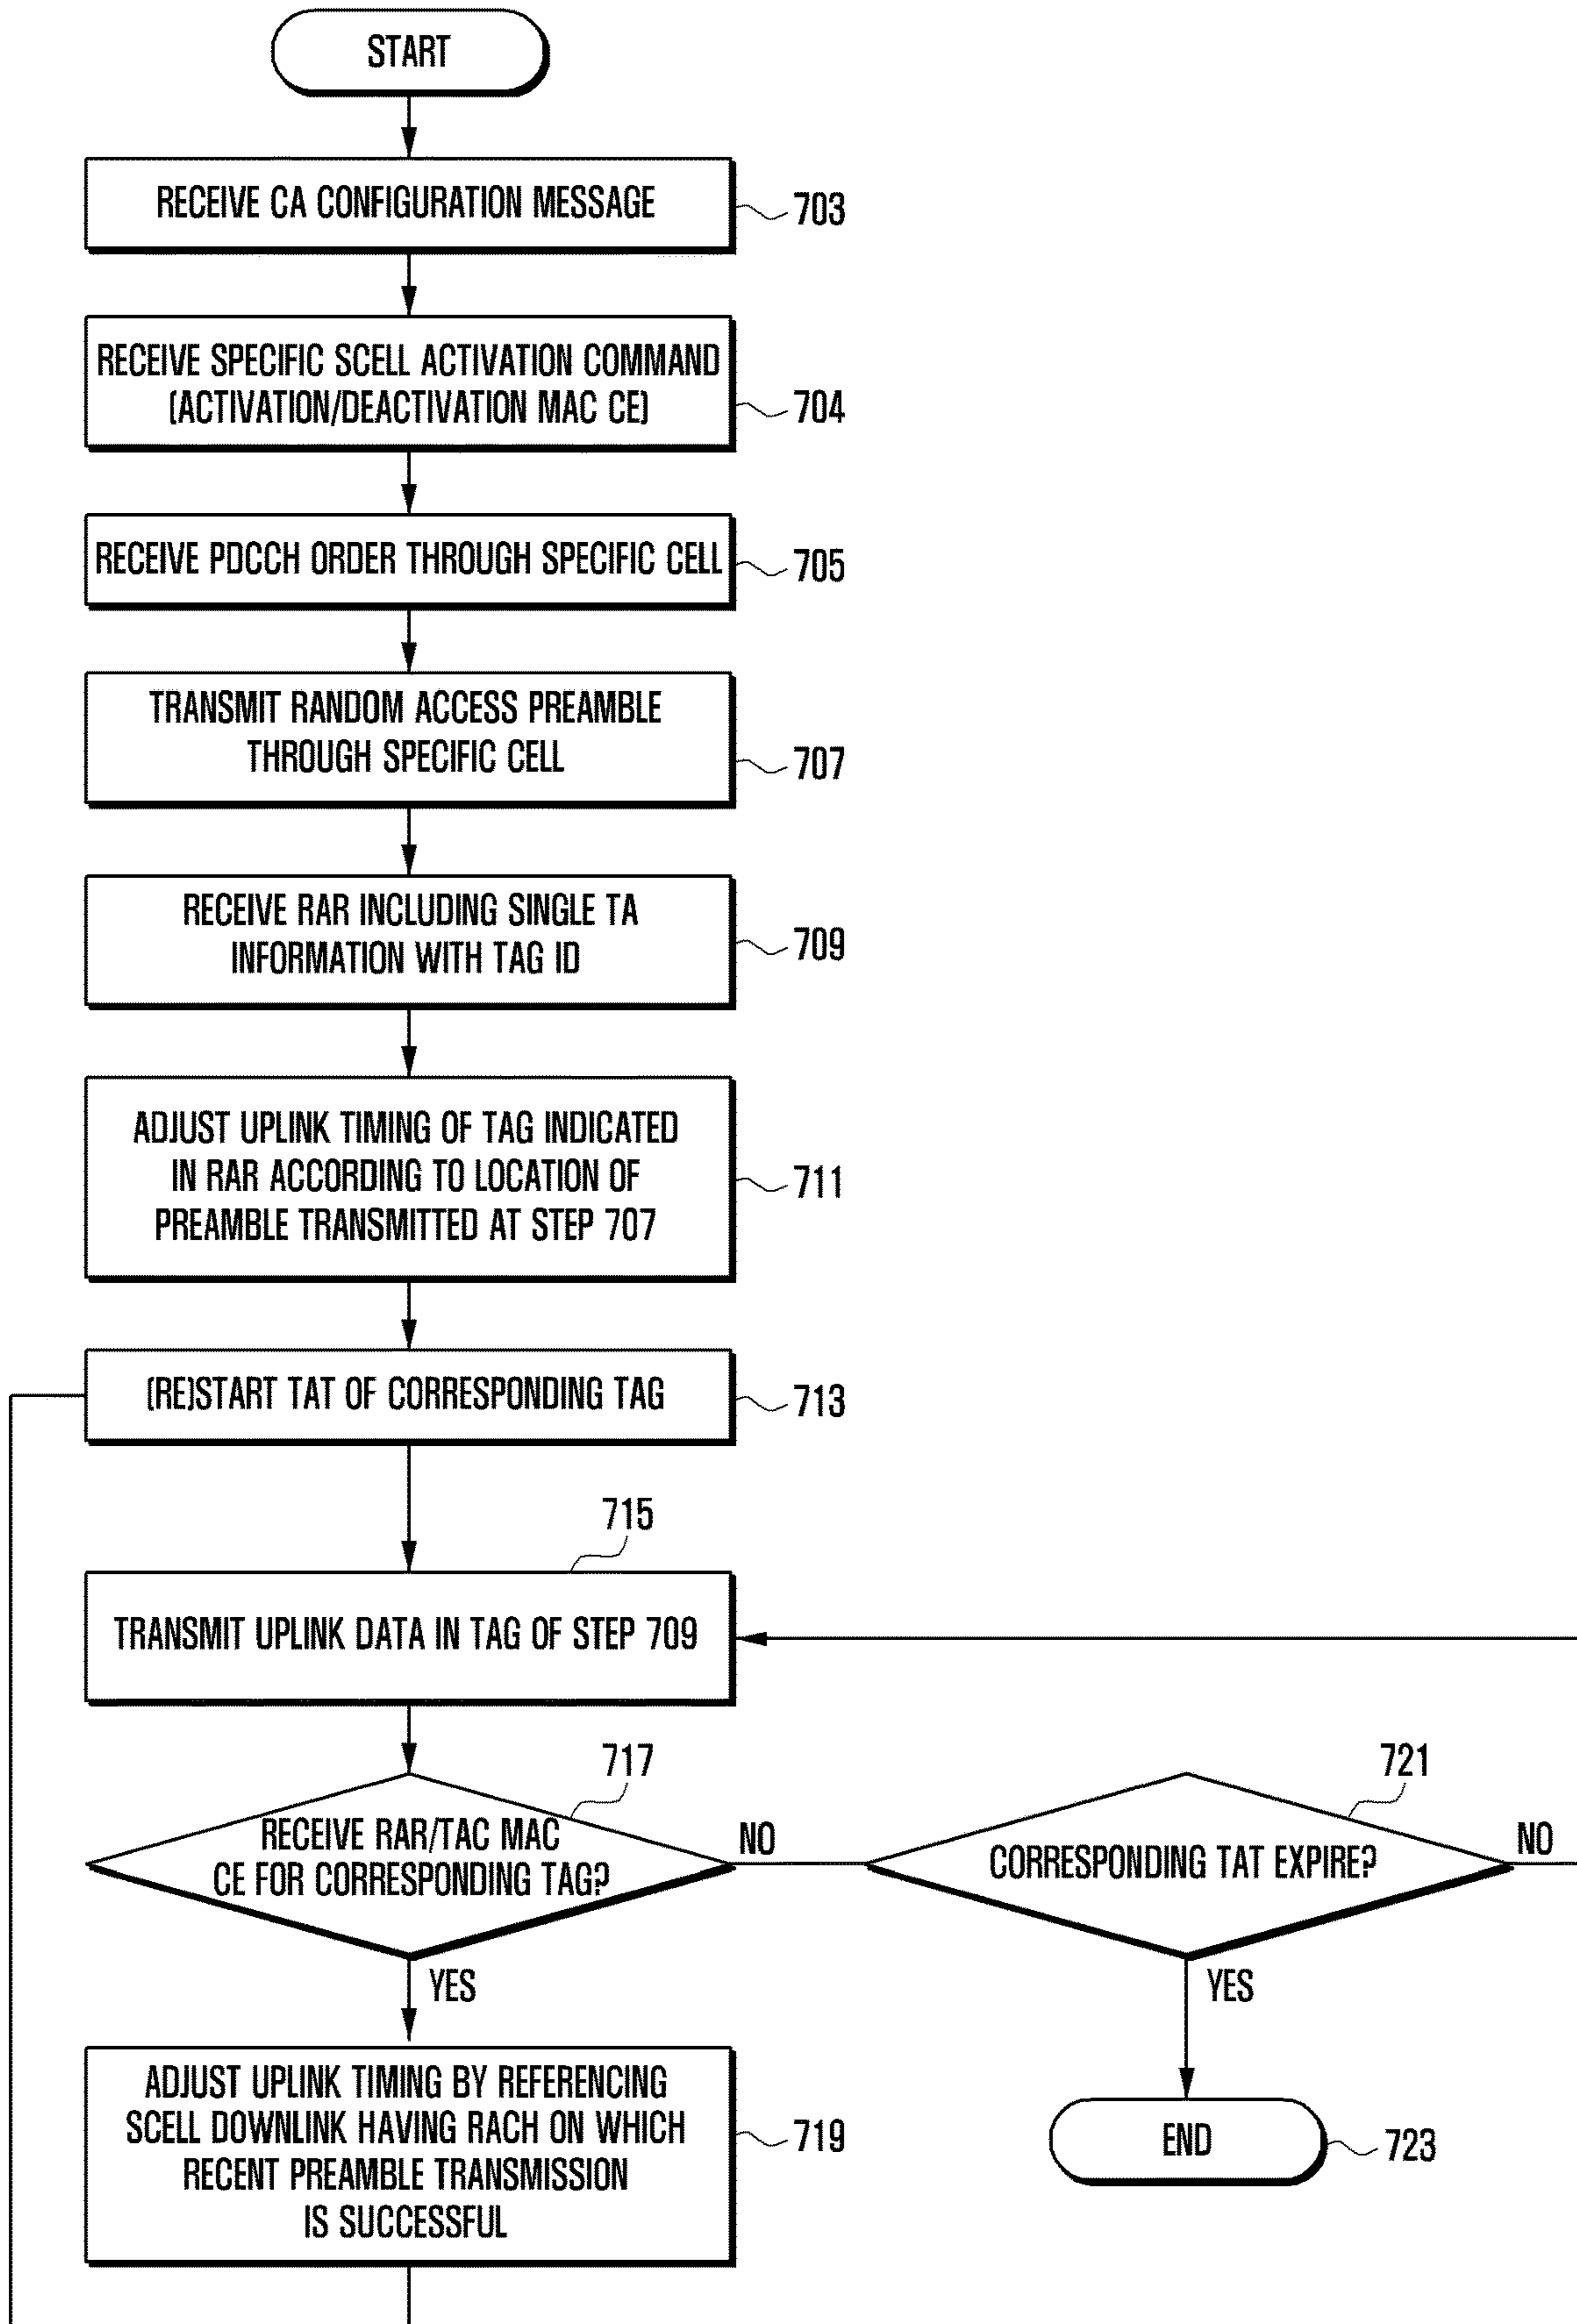 START
RECEIVE CA CONFIGURATION MESSAGE
703
RECEIVE SPECIFIC SCELL ACTIVATION COMMAND
(ACTIVATION/DEACTIVATION MAC CE)
704
RECEIVE PDCCH ORDER THROUGH SPECIFIC CELL
705
TRANSMIT RANDOM ACCESS PREAMBLE
THROUGH SPECIFIC CELL
707
RECEIVE RAR INCLUDING SINGLE TA
INFORMATION WITH TAG ID
709
ADJUST UPLINK TIMING OF TAG INDICATED
IN RAR ACCORDING TO LOCATION OF
PREAMBLE TRANSMITTED AT STEP 707
711
(RE)START TAT OF CORRESPONDING TAG
713
715
TRANSMIT UPLINK DATA IN TAG OF STEP 709
717
RECEIVE RAR/TAC MAC
CE FOR CORRESPONDING TAG?
NO
YES
721
CORRESPONDING TAT EXPIRE?
NO
YES
ADJUST UPLINK TIMING BY REFERENCING
SCELL DOWNLINK HAVING RACH ON WHICH
RECENT PREAMBLE TRANSMISSION
IS SUCCESSFUL
719
END
723